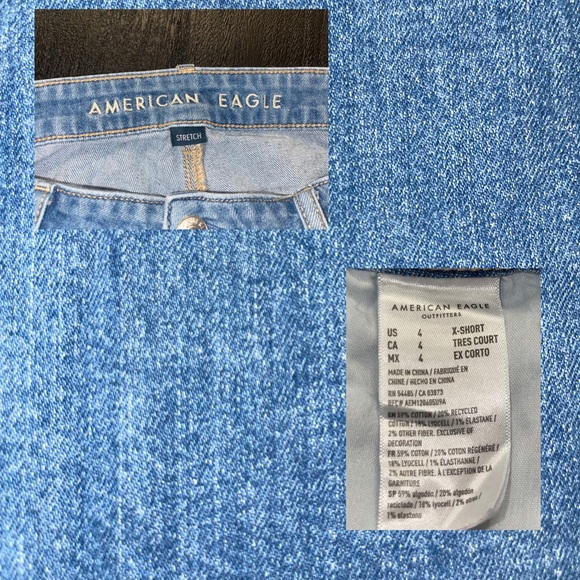 AMERICAN EAGLE
STRETCH
AMERICAN EAGLE
OUTFITTERS
US 4 X-SHORT
CA 4 TRES COURT
MX 4 EX CORTO
MADE IN CHINA / FABRIQUÉ EN
CHINE / HECHO EN CHINA
RN 54485 / CA 03873
EN 59% COTTON / 20% RECYCLED
COTTON / 18% LYOCELL / 1% ELASTANE /
2% OTHER FIBER. EXCLUSIVE OF
DECORATION
FR 59% COTON / 20% COTON RÉGÉNÉRÉ /
18% LYOCELL / 1% ÉLASTHANNE /
2% AUTRE FIBRE. À L'EXCEPTION DE LA
GARNITURE
SP 59% algodón / 20% algodón
reciclado / 18% lyocell / 2% otras /
1% elastano